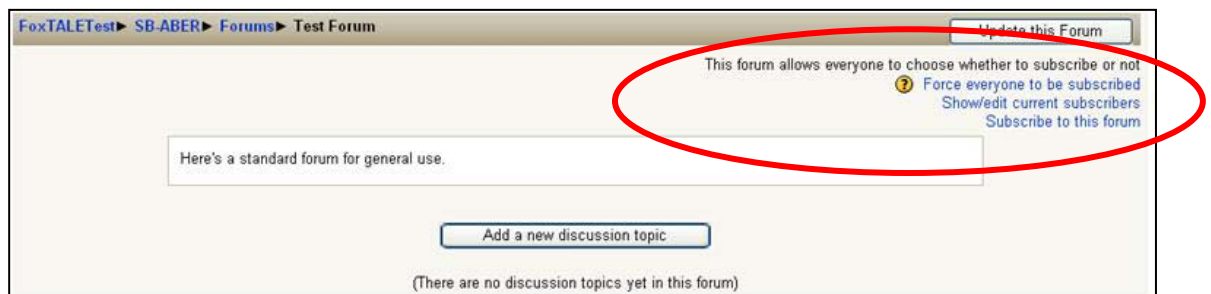 FoxTALETest► SB-ABER► Forums► Test Forum
Update this Forum
This forum allows everyone to choose whether to subscribe or not
? Force everyone to be subscribed
Show/edit current subscribers
Subscribe to this forum
Here's a standard forum for general use.
Add a new discussion topic
(There are no discussion topics yet in this forum)